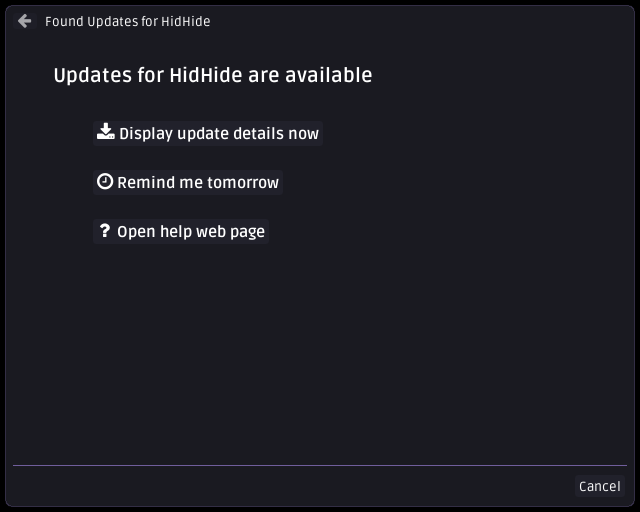 Found Updates for HidHide
Updates for HidHide are available
Display update details now
Remind me tomorrow
? Open help web page
Cancel